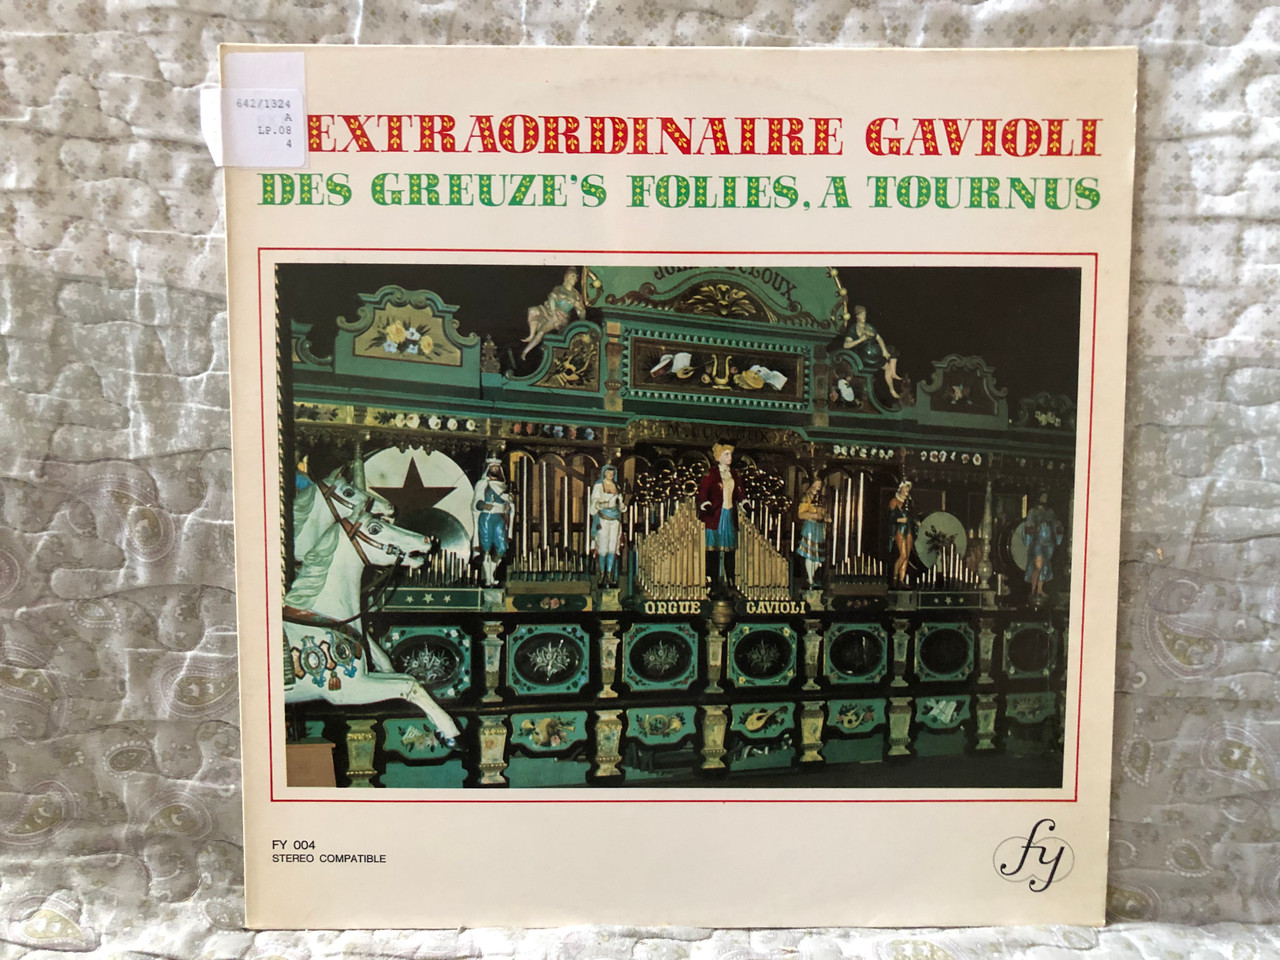 642/1324
A
LP.08
4
EXTRAORDINAIRE GAVIOLI
DES GREUZE'S FOLIES, A TOURNUS
ORGUE GAVIOLI
FY 004
STEREO COMPATIBLE
fy